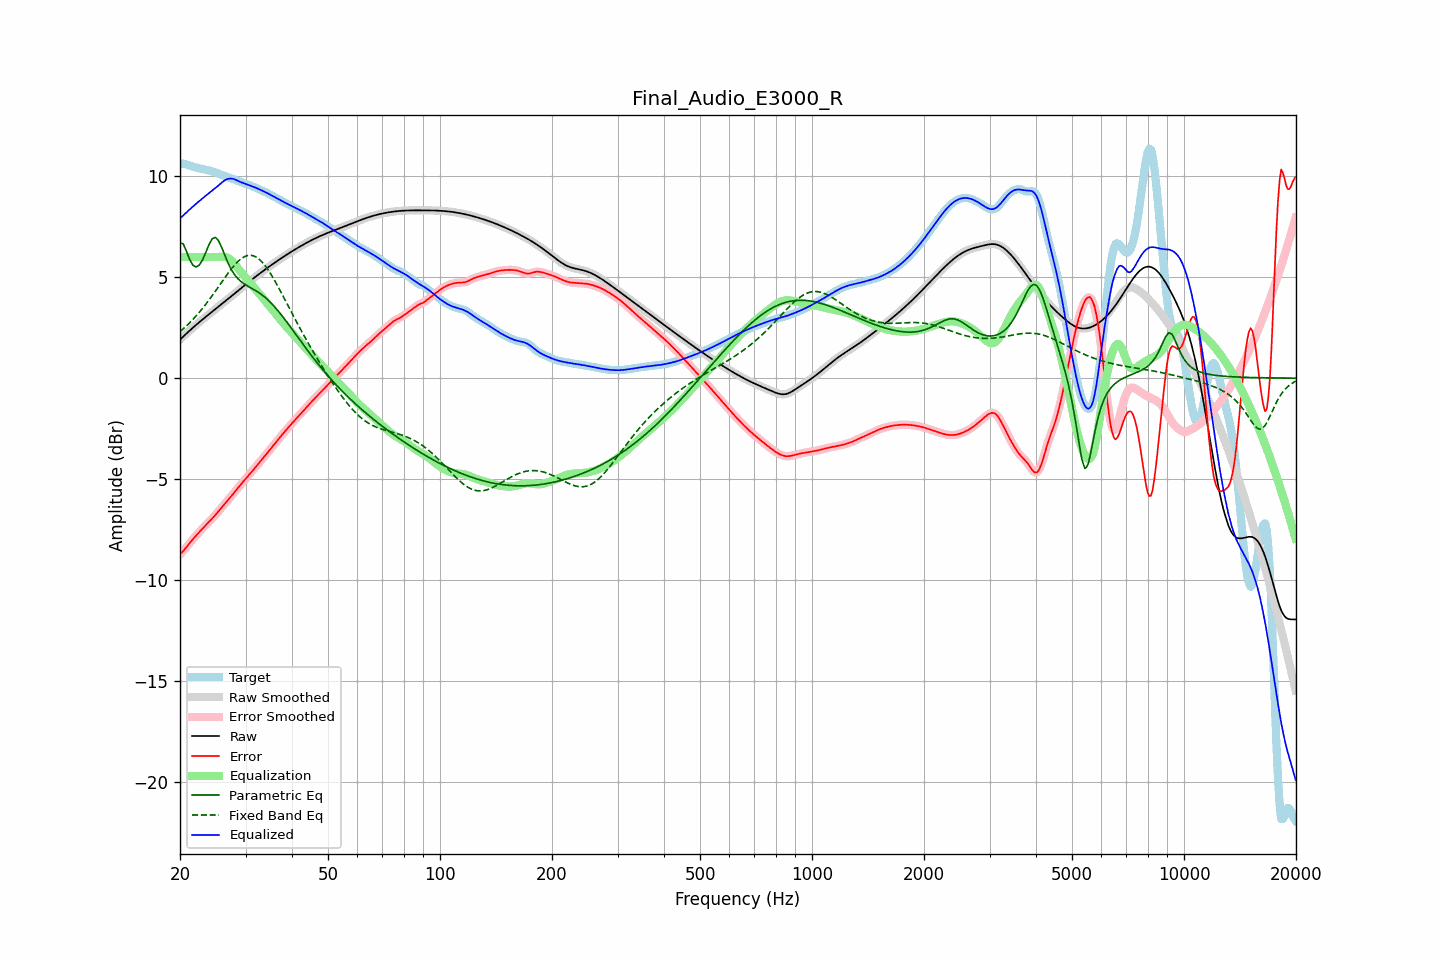 Final_Audio_E3000_R
Amplitude (dBr)
10
5
0
−5
−10
−15
−20
Target
Raw Smoothed
Error Smoothed
Raw
Error
Equalization
Parametric Eq
Fixed Band Eq
Equalized
20 50 100 200 500 1000 2000 5000 10000 20000
Frequency (Hz)